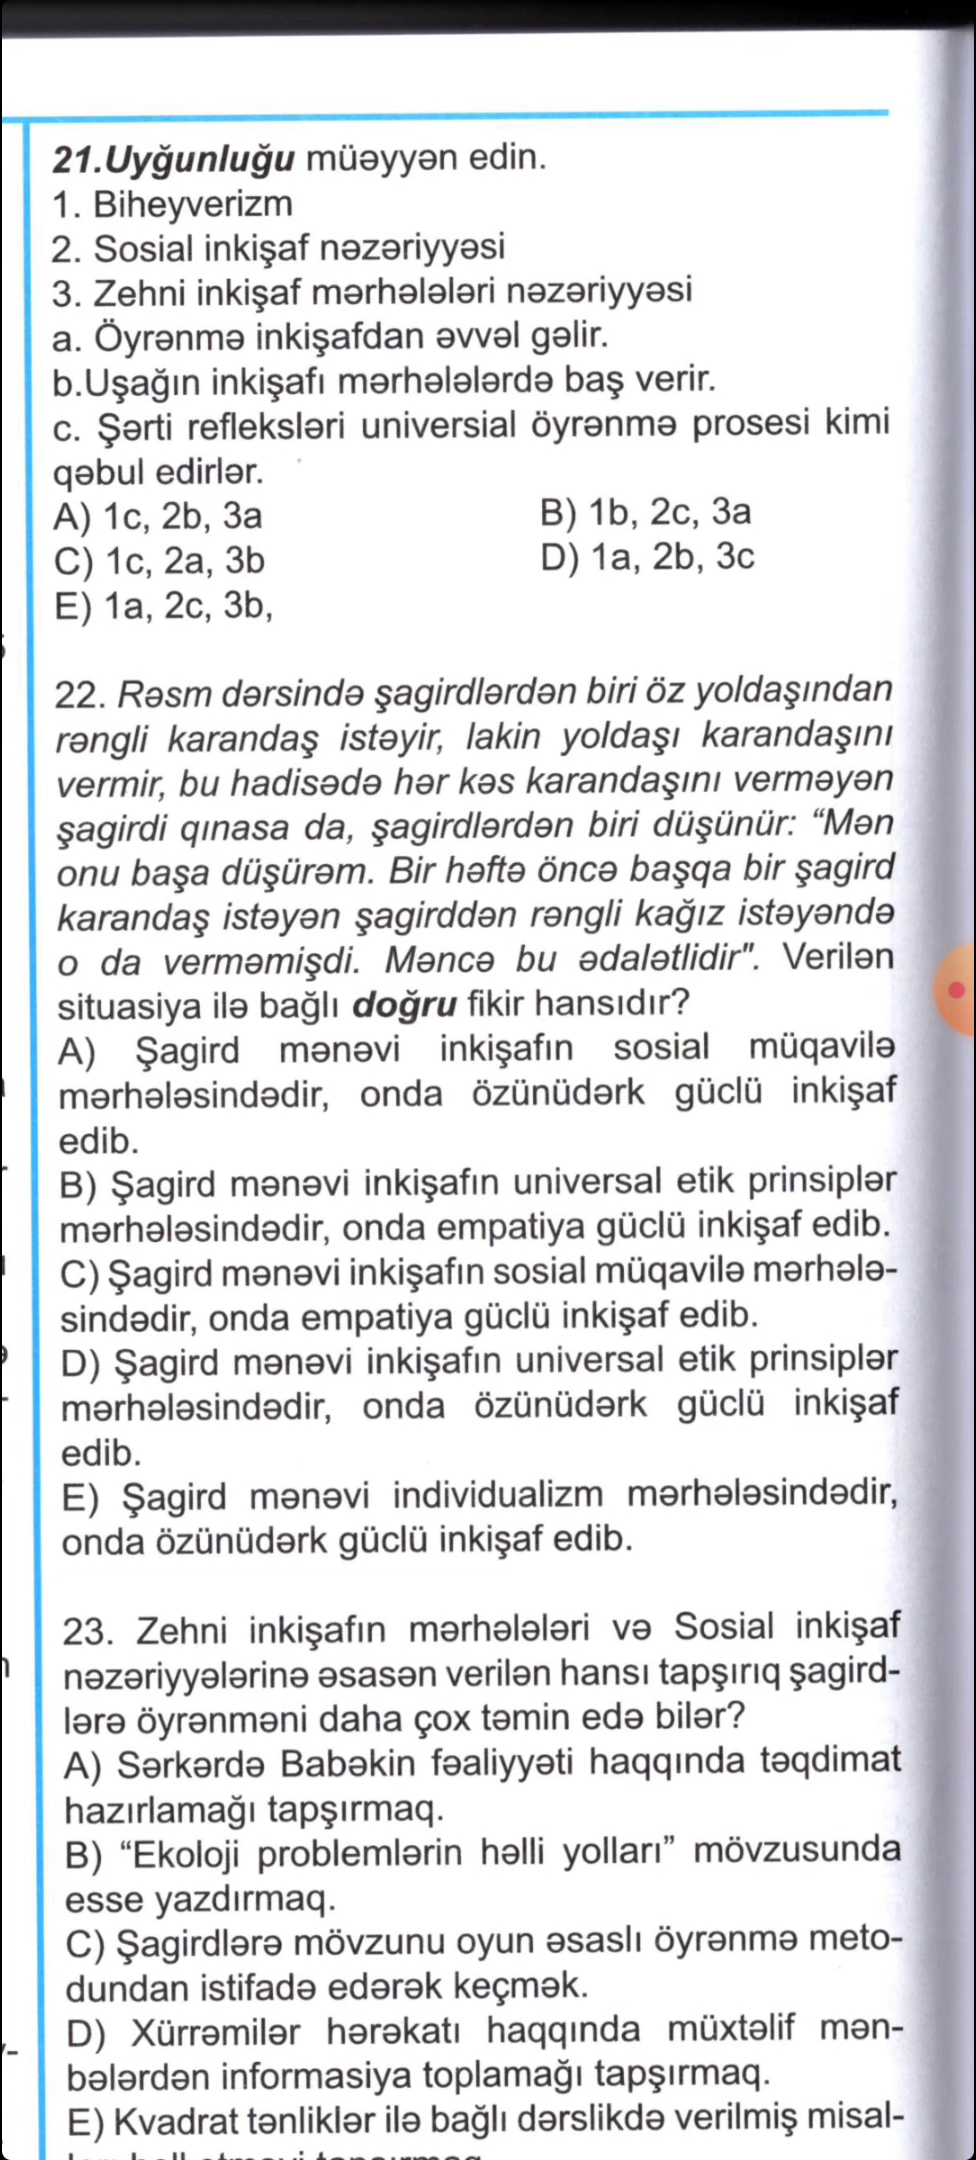 21.Uyğunluğu müəyyən edin.
1. Biheyverizm
2. Sosial inkişaf nəzəriyyəsi
3. Zehni inkişaf mərhələləri nəzəriyyəsi
a. Öyrənmə inkişafdan əvvəl gəlir.
b.Uşağın inkişafı mərhələlərdə baş verir.
c. Şərti refleksləri universial öyrənmə prosesi kimi
qəbul edirlər.
A) 1c, 2b, 3a B) 1b, 2c, 3a
C) 1c, 2a, 3b D) 1a, 2b, 3c
E) 1a, 2c, 3b,
22. Rəsm dərsində şagirdlərdən biri öz yoldaşından
rəngli karandaş istəyir, lakin yoldaşı karandaşını
vermir, bu hadisədə hər kəs karandaşını verməyən
şagirdi qınasa da, şagirdlərdən biri düşünür: “Mən
onu başa düşürəm. Bir həftə öncə başqa bir şagird
karandaş istəyən şagirddən rəngli kağız istəyəndə
o da verməmişdi. Məncə bu ədalətlidir". Verilən
situasiya ilə bağlı doğru fikir hansıdır?
A) Şagird mənəvi inkişafın sosial müqavilə
mərhələsindədir, onda özünüdərk güclü inkişaf
edib.
B) Şagird mənəvi inkişafın universal etik prinsiplər
mərhələsindədir, onda empatiya güclü inkişaf edib.
C) Şagird mənəvi inkişafın sosial müqavilə mərhələ-
sindədir, onda empatiya güclü inkişaf edib.
D) Şagird mənəvi inkişafın universal etik prinsiplər
mərhələsindədir, onda özünüdərk güclü inkişaf
edib.
E) Şagird mənəvi individualizm mərhələsindədir,
onda özünüdərk güclü inkişaf edib.
23. Zehni inkişafın mərhələləri və Sosial inkişaf
nəzəriyyələrinə əsasən verilən hansı tapşırıq şagird-
lərə öyrənməni daha çox təmin edə bilər?
A) Sərkərdə Babəkin fəaliyyəti haqqında təqdimat
hazırlamağı tapşırmaq.
B) “Ekoloji problemlərin həlli yolları” mövzusunda
esse yazdırmaq.
C) Şagirdlərə mövzunu oyun əsaslı öyrənmə meto-
dundan istifadə edərək keçmək.
D) Xürrəmilər hərəkatı haqqında müxtəlif mən-
bələrdən informasiya toplamağı tapşırmaq.
E) Kvadrat tənliklər ilə bağlı dərslikdə verilmiş misal-